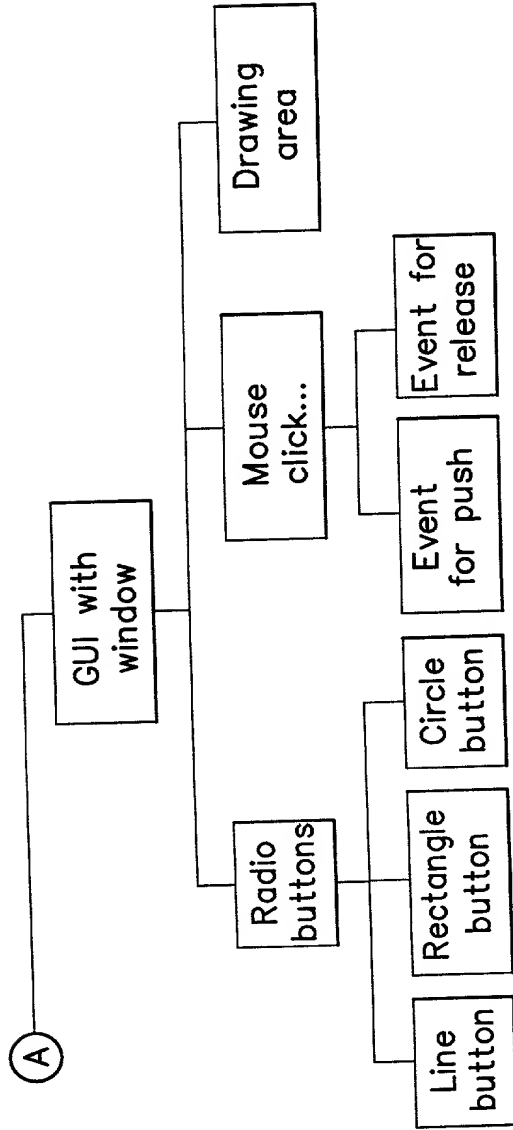 A
GUI with
window
Radio
buttons
Mouse
click...
Drawing
area
Line
button
Rectangle
button
Circle
button
Event
for push
Event for
release